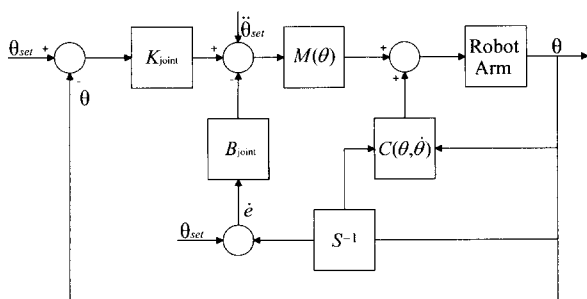 θ̈set
θset + - Kjoint + - M(θ) + + Robot Arm θ
θ
Bjoint
C(θ,θ̇)
ė
θset S⁻¹